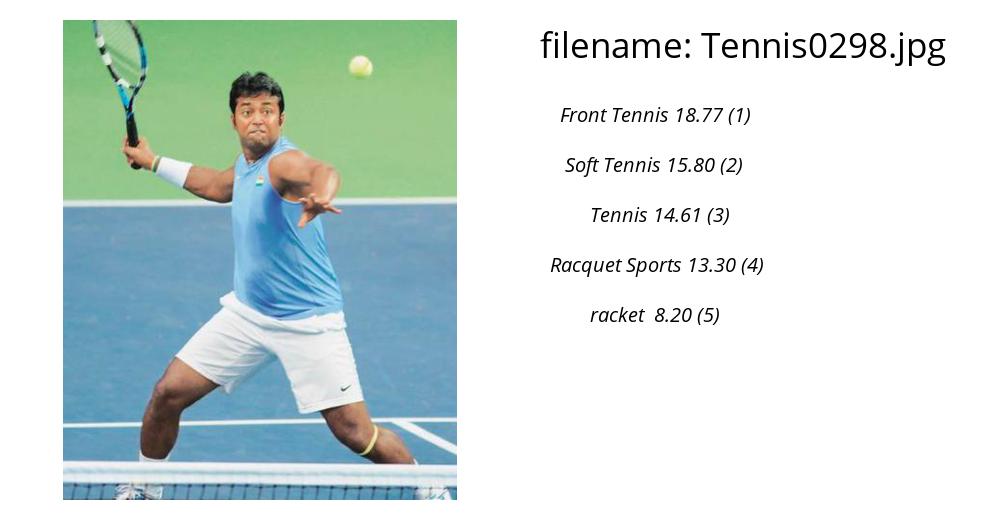 filename: Tennis0298.jpg
Front Tennis 18.77 (1)
Soft Tennis 15.80 (2)
Tennis 14.61 (3)
Racquet Sports 13.30 (4)
racket 8.20 (5)